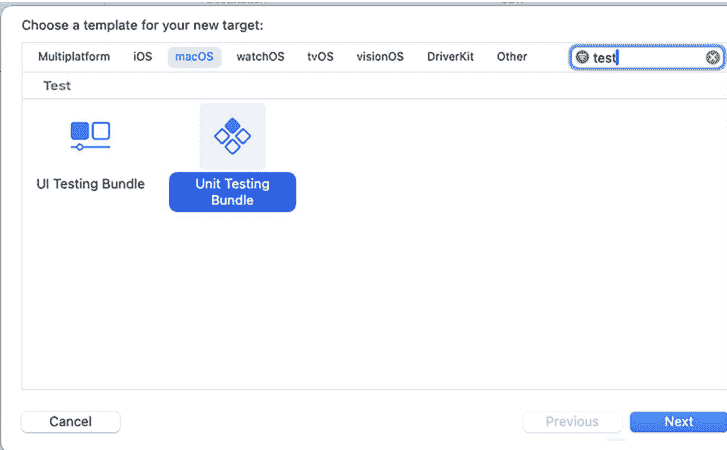 Choose a template for your new target:
Multiplatform iOS macOS watchOS tvOS visionOS DriverKit Other test
Test
UI Testing Bundle Unit Testing
Bundle
Cancel Previous Next